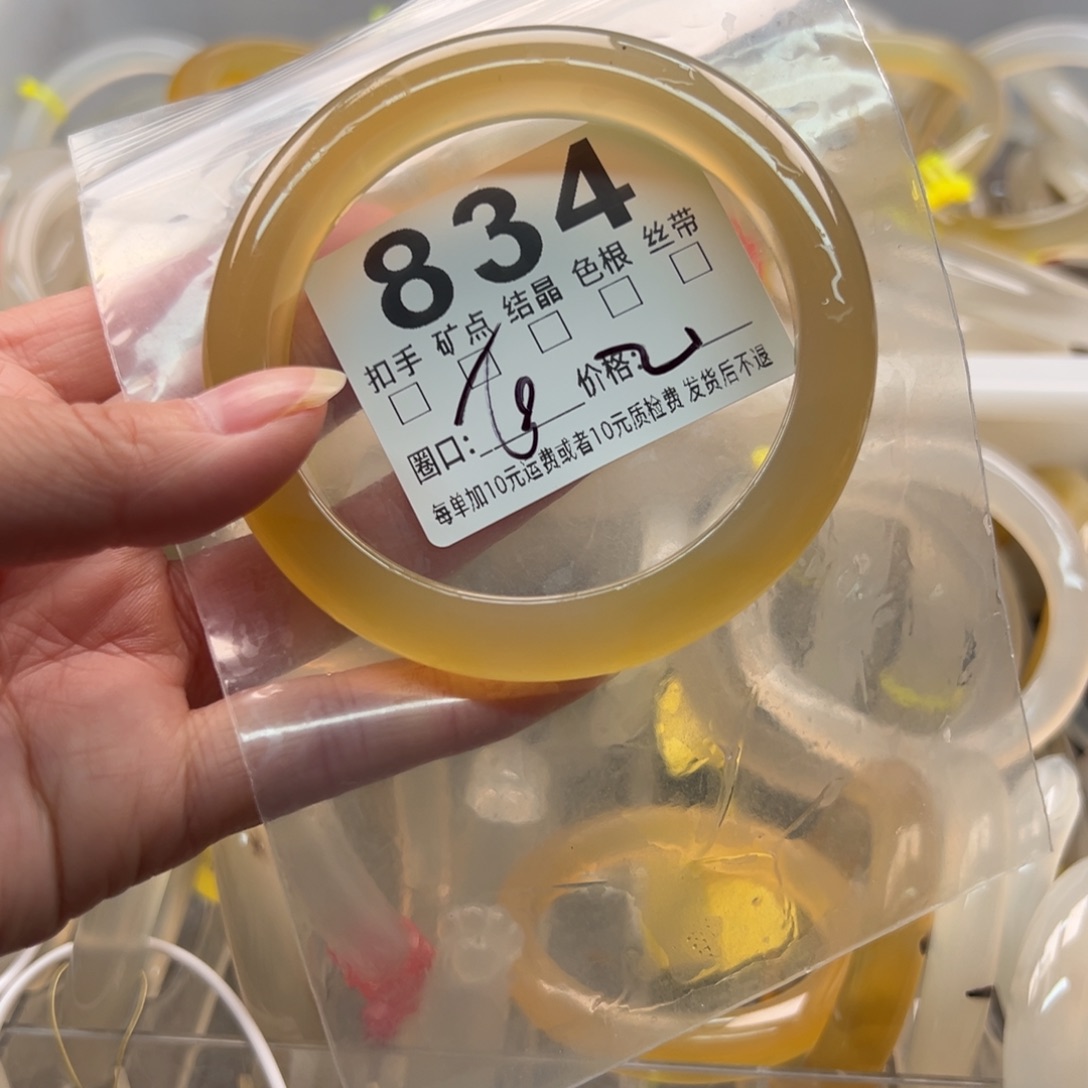 834
扣手 矿点 结晶 色根 丝带
圈口: 价格:
每单加10元运费或者10元质检费 发货后不退